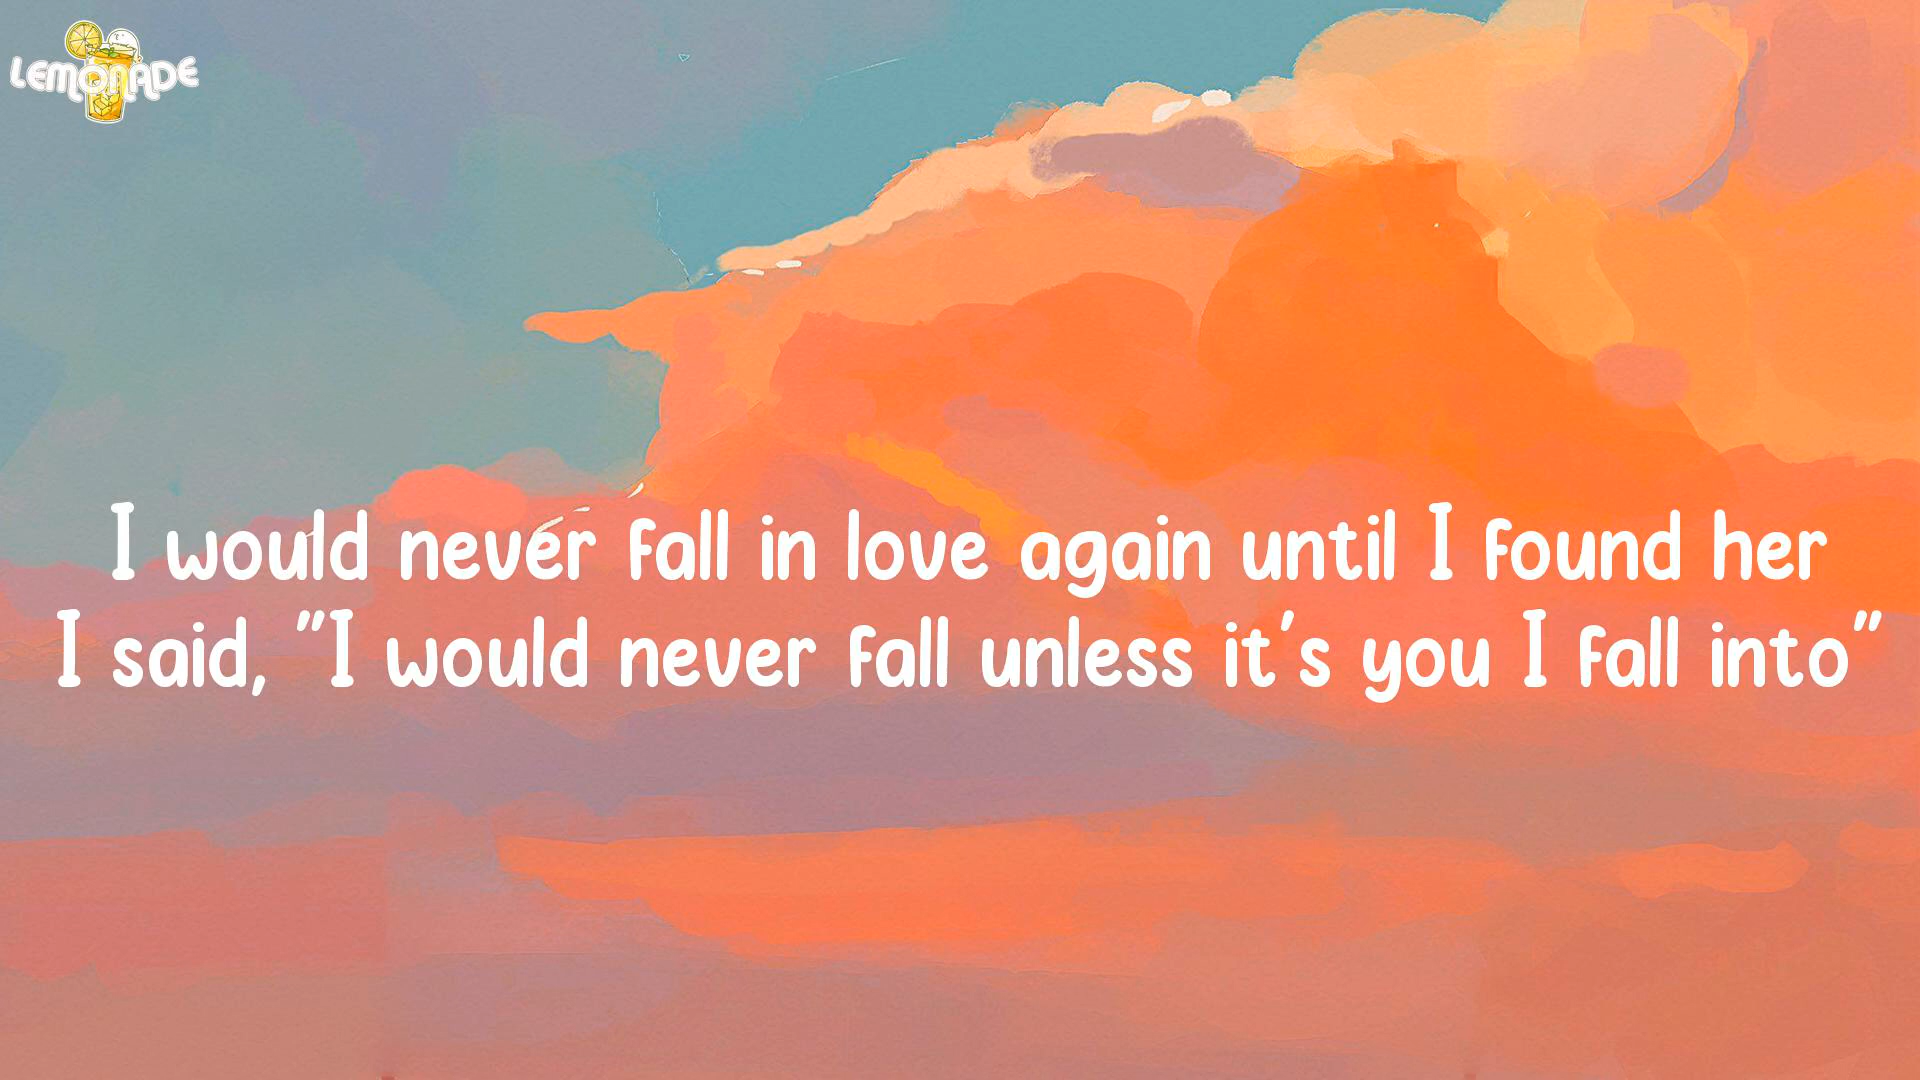 LEMONADE
I would never fall in love again until I found her
I said, "I would never fall unless it's you I fall into"